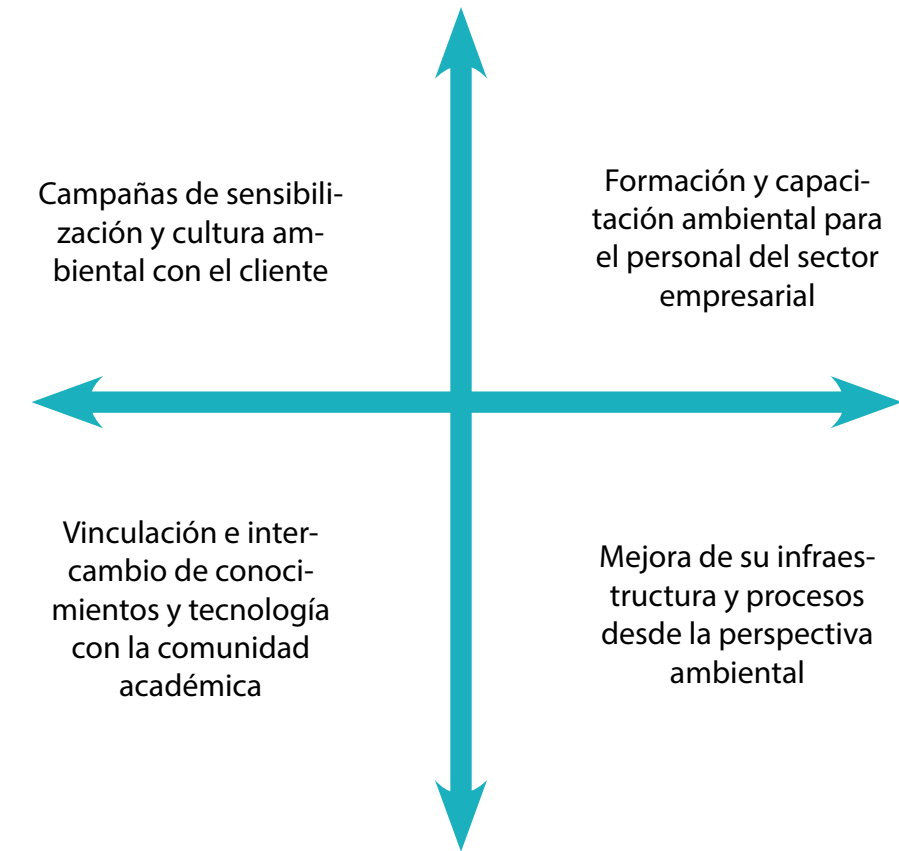 Campañas de sensibili-
zación y cultura am-
biental con el cliente
Formación y capaci-
tación ambiental para
el personal del sector
empresarial
Vinculación e inter-
cambio de conoci-
mientos y tecnología
con la comunidad
académica
Mejora de su infraes-
tructura y procesos
desde la perspectiva
ambiental